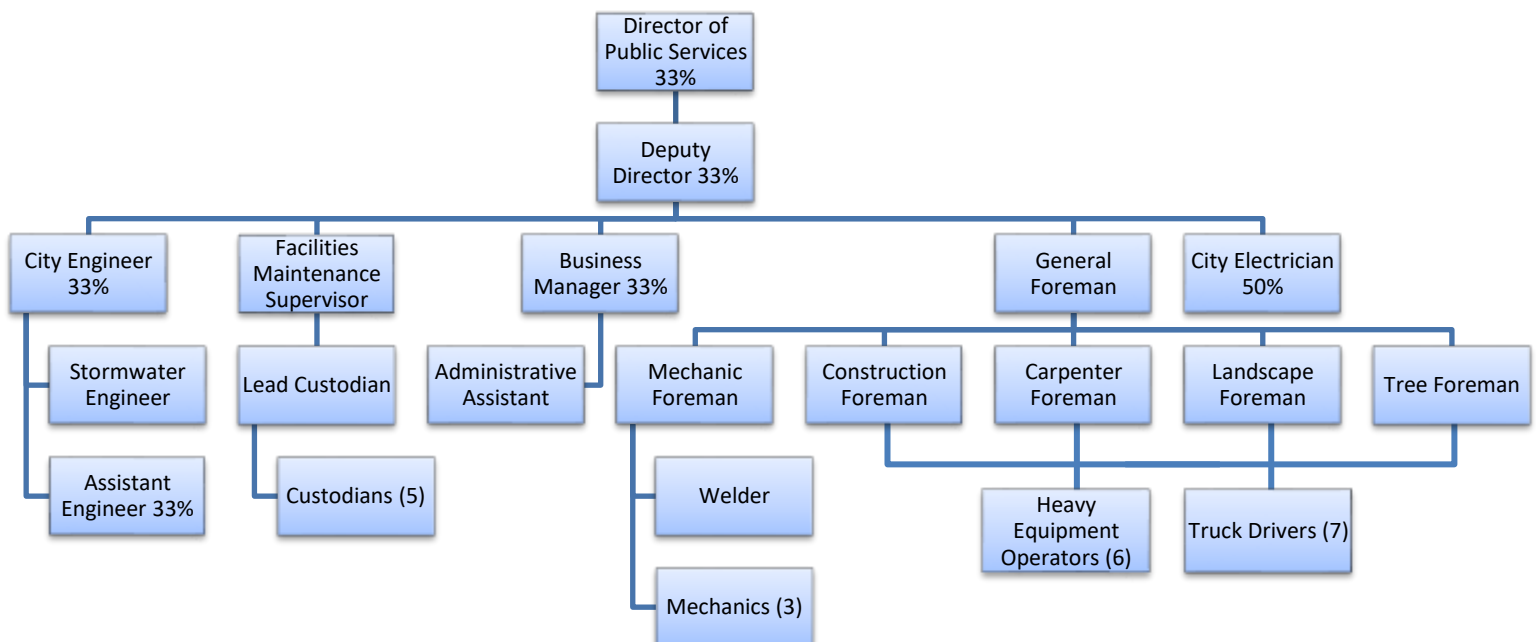 Director of
Public Services
33%
Deputy
Director 33%
City Engineer
33%
Facilities
Maintenance
Supervisor
Business
Manager 33%
General
Foreman
City Electrician
50%
Stormwater
Engineer
Lead Custodian
Administrative
Assistant
Mechanic
Foreman
Construction
Foreman
Carpenter
Foreman
Landscape
Foreman
Tree Foreman
Assistant
Engineer 33%
Custodians (5)
Welder
Heavy
Equipment
Operators (6)
Truck Drivers (7)
Mechanics (3)